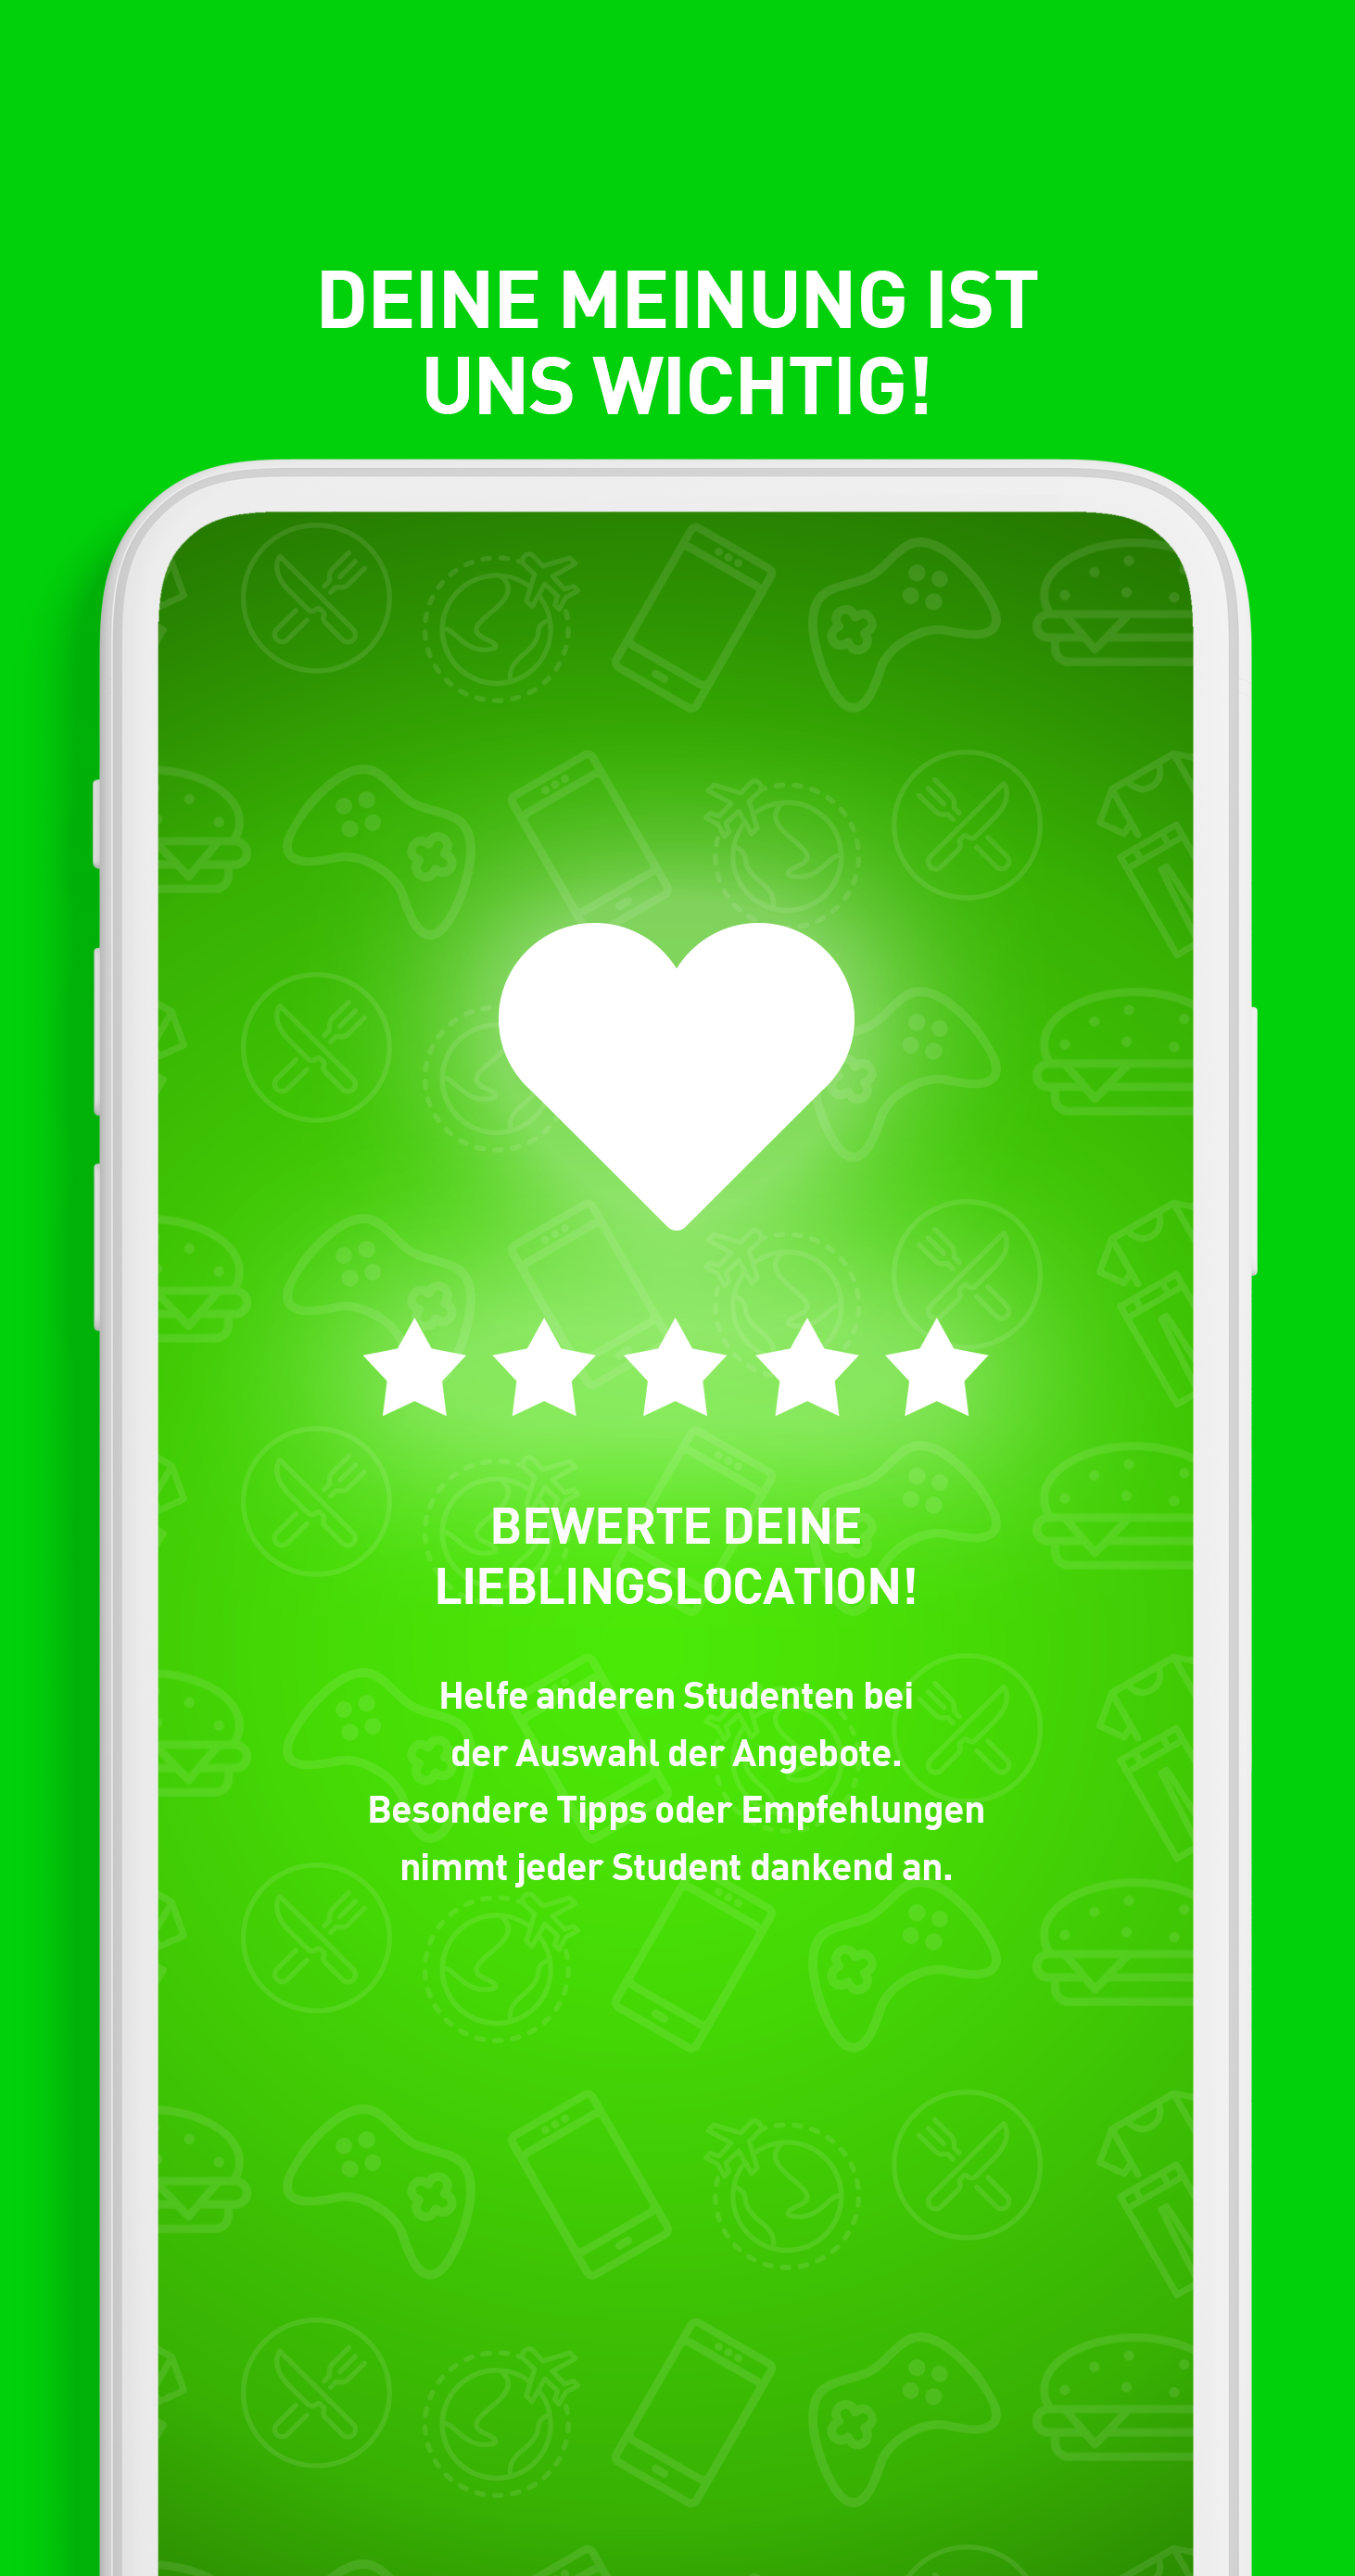 DEINE MEINUNG IST
UNS WICHTIG!
BEWERTE DEINE
LIEBLINGSLOCATION!
Helfe anderen Studenten bei
der Auswahl der Angebote.
Besondere Tipps oder Empfehlungen
nimmt jeder Student dankend an.